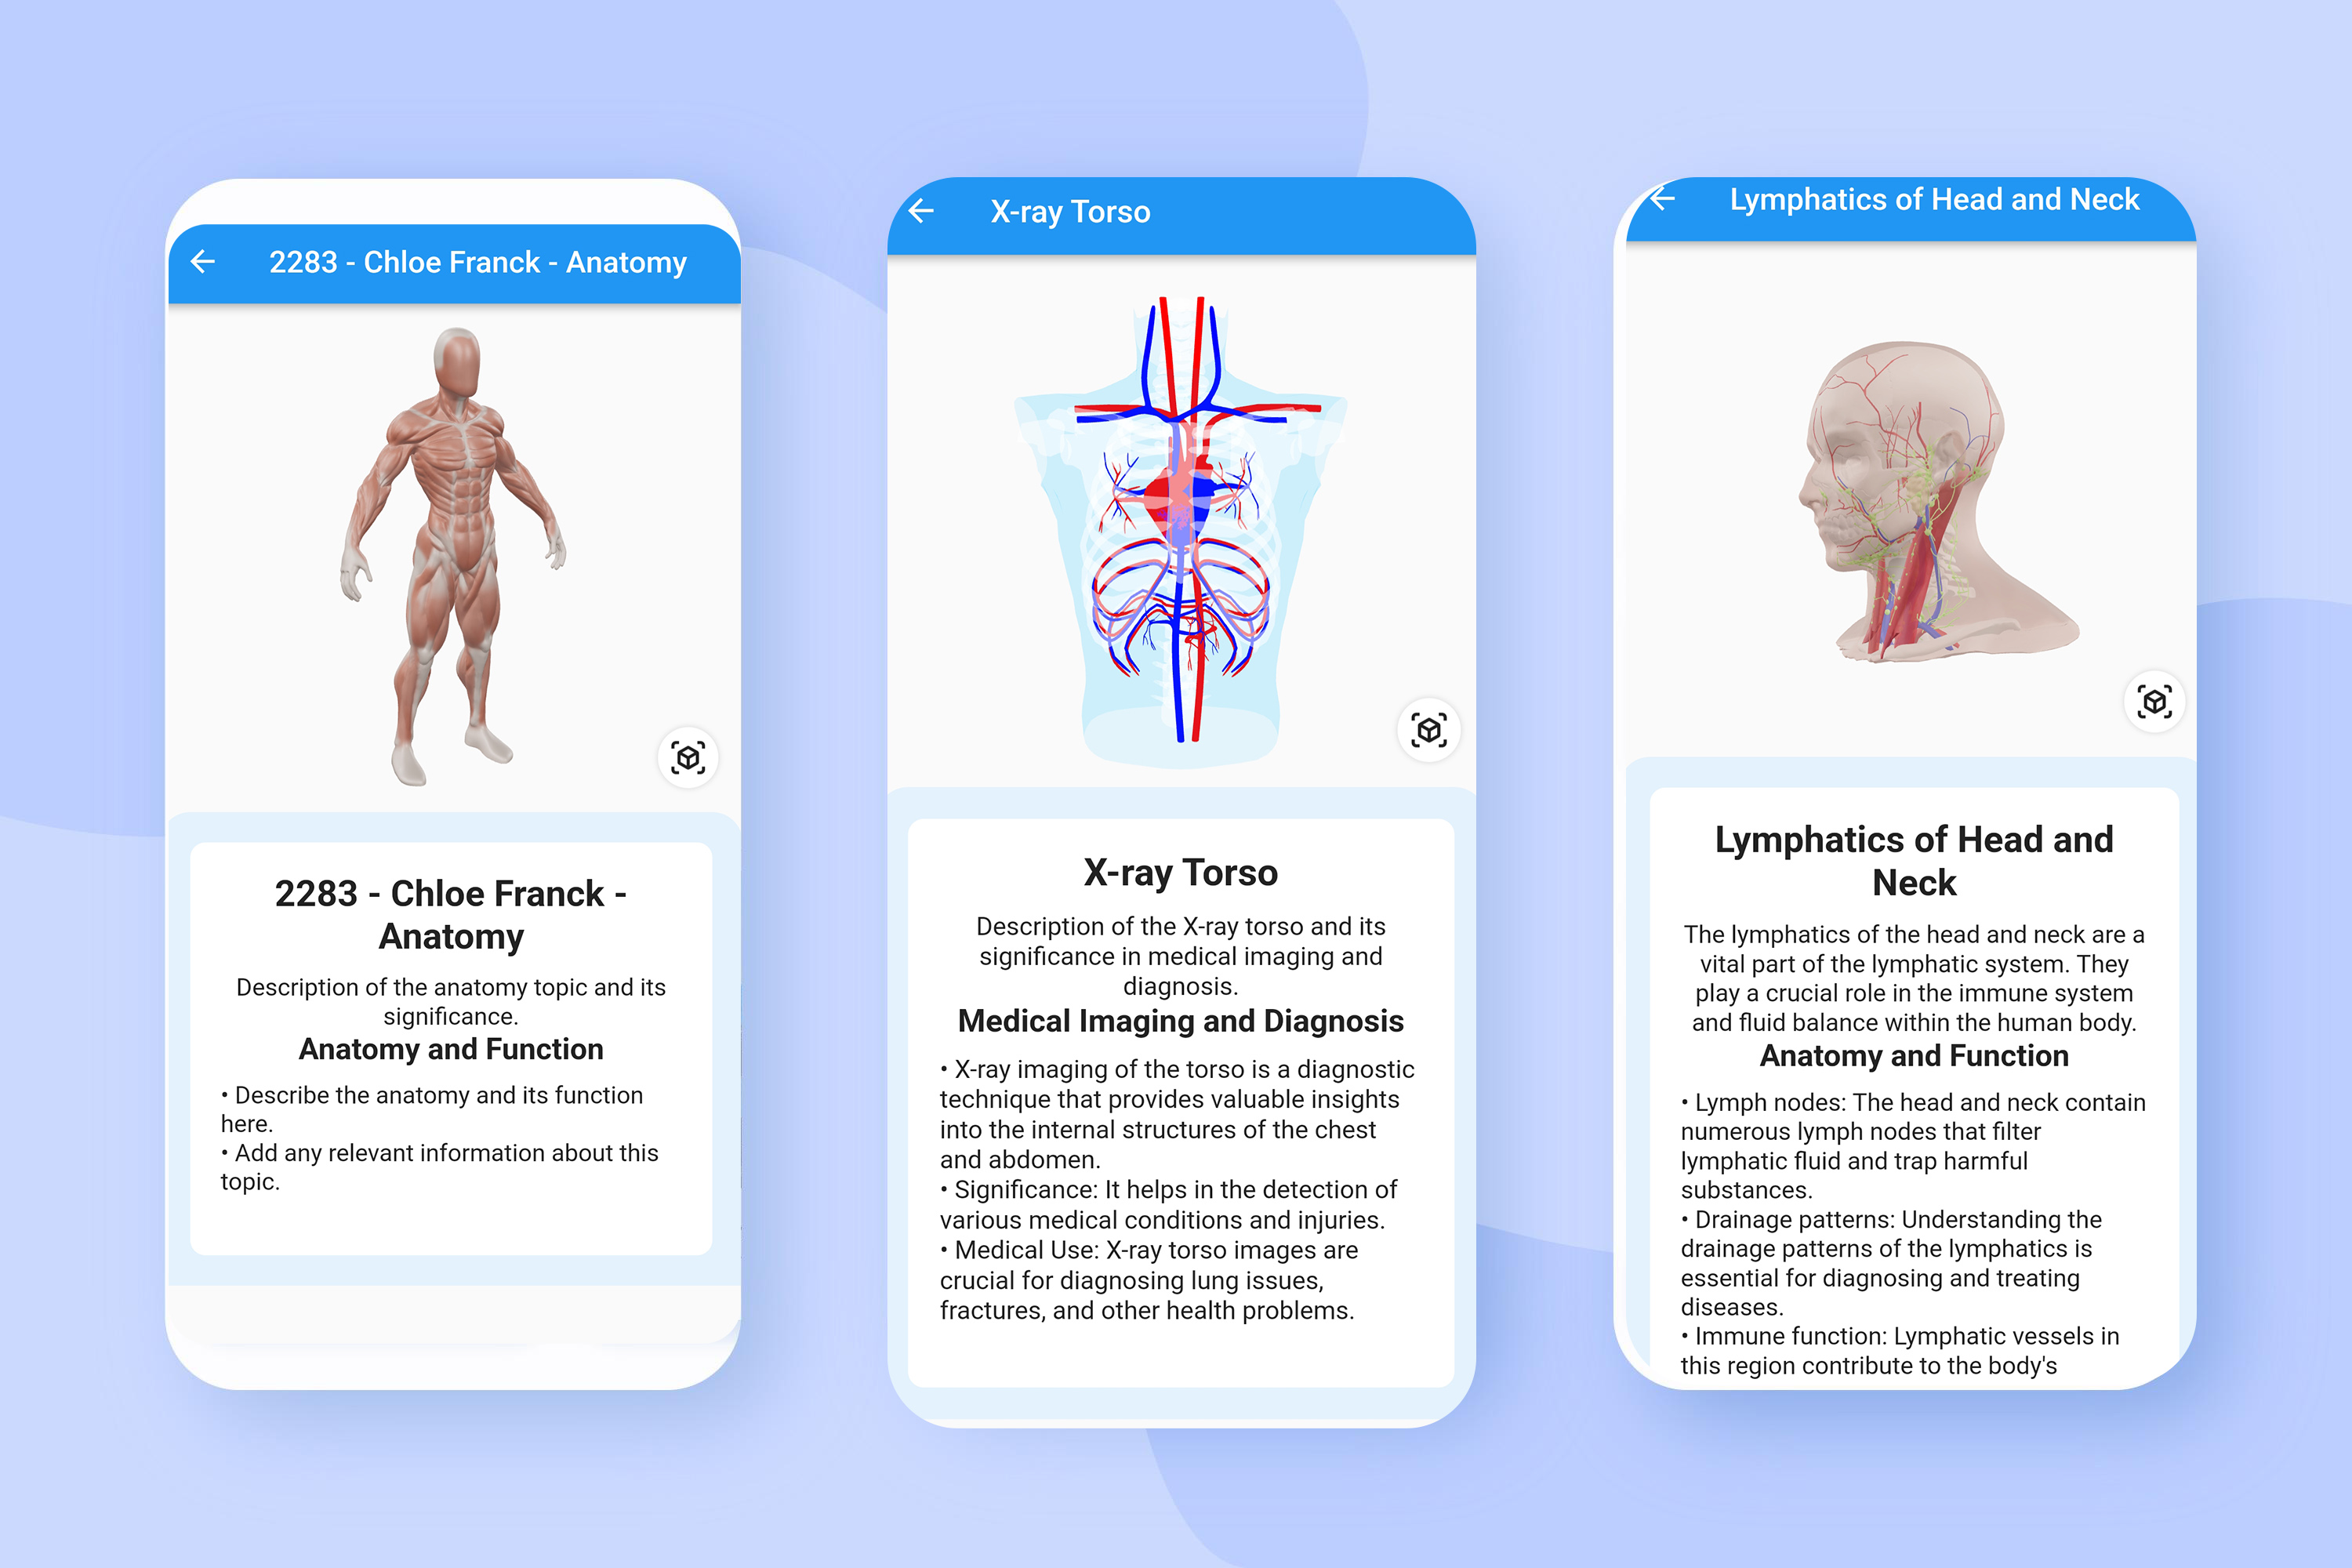 2283 - Chloe Franck - Anatomy
2283 - Chloe Franck -
Anatomy
Description of the anatomy topic and its
significance.
Anatomy and Function
• Describe the anatomy and its function
here.
• Add any relevant information about this
topic.
X-ray Torso
X-ray Torso
Description of the X-ray torso and its
significance in medical imaging and
diagnosis.
Medical Imaging and Diagnosis
• X-ray imaging of the torso is a diagnostic
technique that provides valuable insights
into the internal structures of the chest
and abdomen.
• Significance: It helps in the detection of
various medical conditions and injuries.
• Medical Use: X-ray torso images are
crucial for diagnosing lung issues,
fractures, and other health problems.
Lymphatics of Head and Neck
Lymphatics of Head and
Neck
The lymphatics of the head and neck are a
vital part of the lymphatic system. They
play a crucial role in the immune system
and fluid balance within the human body.
Anatomy and Function
• Lymph nodes: The head and neck contain
numerous lymph nodes that filter
lymphatic fluid and trap harmful
substances.
• Drainage patterns: Understanding the
drainage patterns of the lymphatics is
essential for diagnosing and treating
diseases.
• Immune function: Lymphatic vessels in
this region contribute to the body's